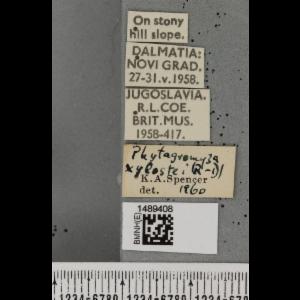 On stony
hill slope.
DALMATIA:
NOVI GRAD.
27-31.v.1958.
JUGOSLAVIA.
R.L.COE.
BRIT.MUS.
1958-417.
Phytagromyza
xylostei (R-D)
K.A.Spencer
det. 1960
1489408
BMNH(E)